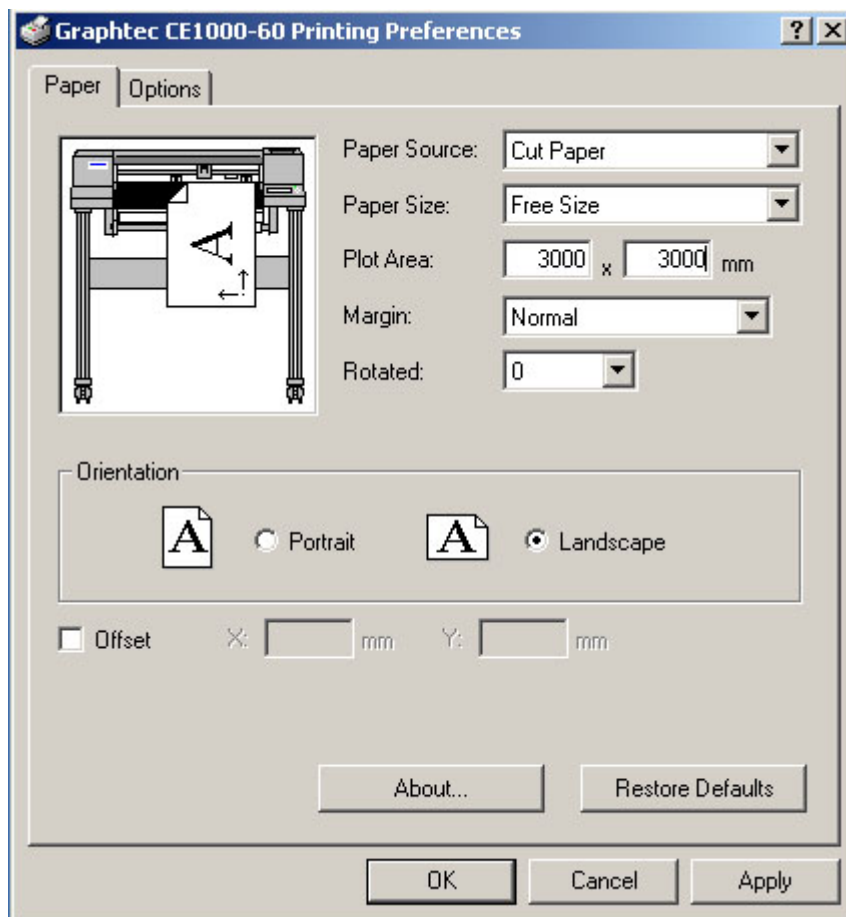 Graphtec CE1000-60 Printing Preferences
Paper Options
Paper Source: Cut Paper
Paper Size: Free Size
Plot Area: 3000 x 3000 mm
Margin: Normal
Rotated: 0
A
Orientation
A Portrait A Landscape
Offset X: mm Y: mm
About... Restore Defaults
OK Cancel Apply